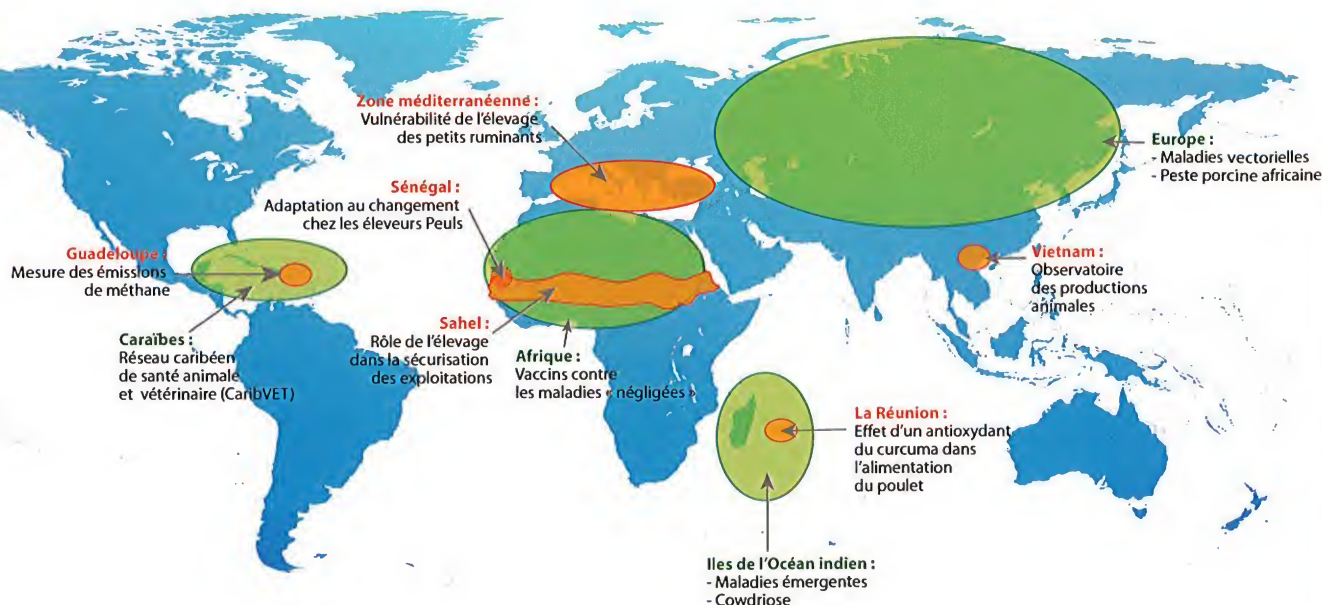 Zone méditerranéenne :
Vulnérabilité de l'élevage
des petits ruminants
Europe :
- Maladies vectorielles
- Peste porcine africaine
Sénégal :
Adaptation au changement
chez les éleveurs Peuls
Guadeloupe :
Mesure des émissions
de méthane
Vietnam :
Observatoire
des productions
animales
Caraïbes :
Réseau caribéen
de santé animale
et vétérinaire (CaribVET)
Sahel :
Rôle de l'élevage
dans la sécurisation
des exploitations
Afrique :
Vaccins contre
les maladies « négligées »
La Réunion :
Effet d'un antioxydant
du curcuma dans
l'alimentation
du poulet
Iles de l'Océan indien :
- Maladies émergentes
- Cowdriose